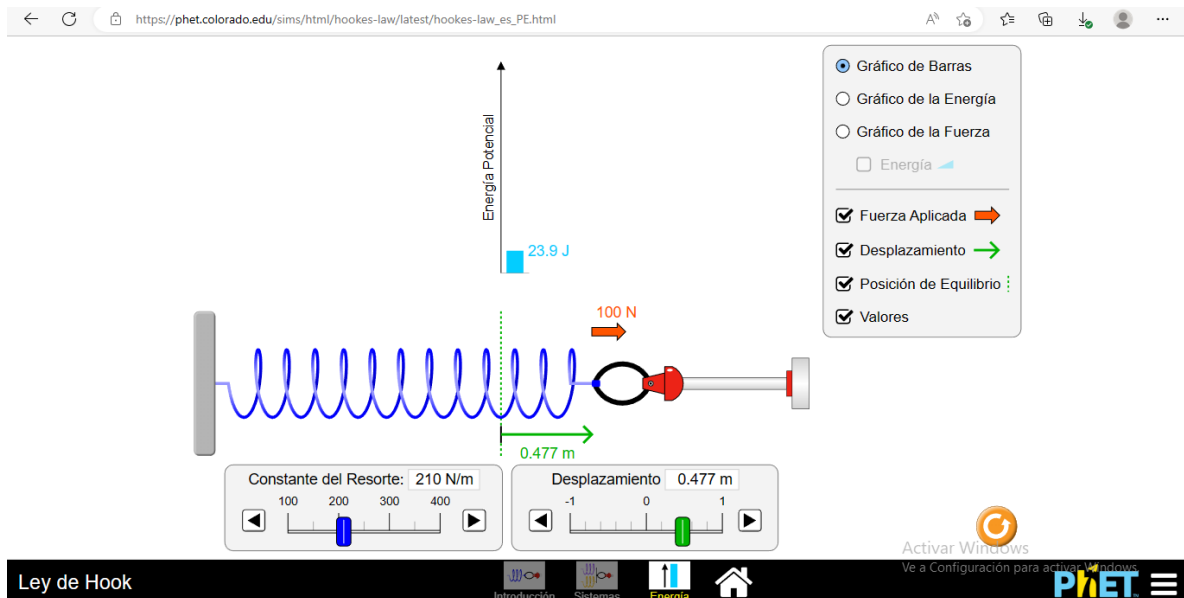 https://phet.colorado.edu/sims/html/hookes-law/latest/hookes-law_es_PE.html
Gráfico de Barras
Gráfico de la Energía
Gráfico de la Fuerza
Energía
Fuerza Aplicada
Desplazamiento
Posición de Equilibrio
Valores
Energía Potencial
23.9 J
100 N
0.477 m
Constante del Resorte: 210 N/m
100 200 300 400
Desplazamiento 0.477 m
-1 0 1
Activar Windows
Ve a Configuración para activar Windows.
Ley de Hook
Introducción
Sistemas
Energía
PhET